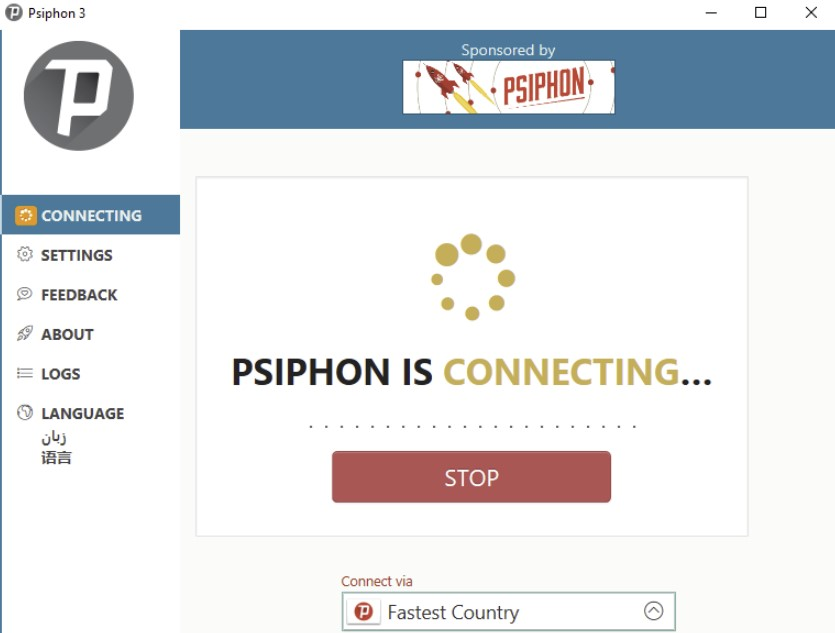 Psiphon 3
Sponsored by
PSIPHON
CONNECTING
SETTINGS
FEEDBACK
ABOUT
LOGS
LANGUAGE
زبان
语言
PSIPHON IS CONNECTING...
STOP
Connect via
Fastest Country